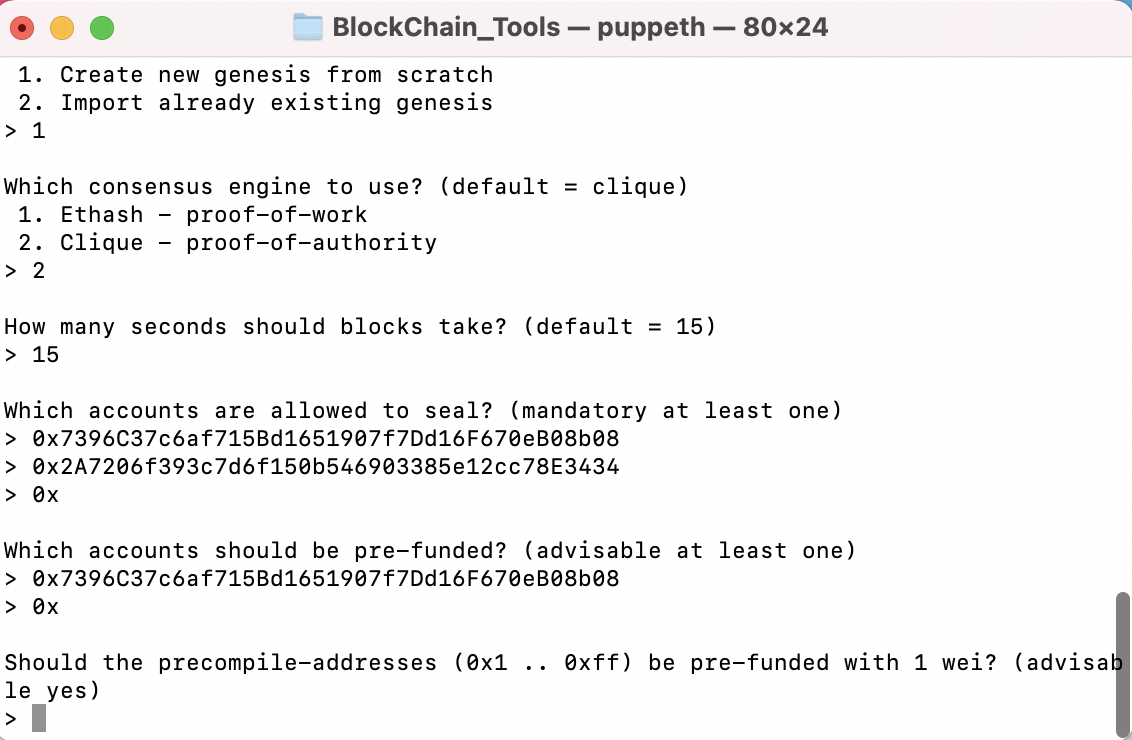 BlockChain_Tools — puppeth — 80×24
1. Create new genesis from scratch
2. Import already existing genesis
> 1
Which consensus engine to use? (default = clique)
1. Ethash - proof-of-work
2. Clique - proof-of-authority
> 2
How many seconds should blocks take? (default = 15)
> 15
Which accounts are allowed to seal? (mandatory at least one)
> 0x7396C37c6af715Bd1651907f7Dd16F670eB08b08
> 0x2A7206f393c7d6f150b546903385e12cc78E3434
> 0x
Which accounts should be pre-funded? (advisable at least one)
> 0x7396C37c6af715Bd1651907f7Dd16F670eB08b08
> 0x
Should the precompile-addresses (0x1 .. 0xff) be pre-funded with 1 wei? (advisab
le yes)
>